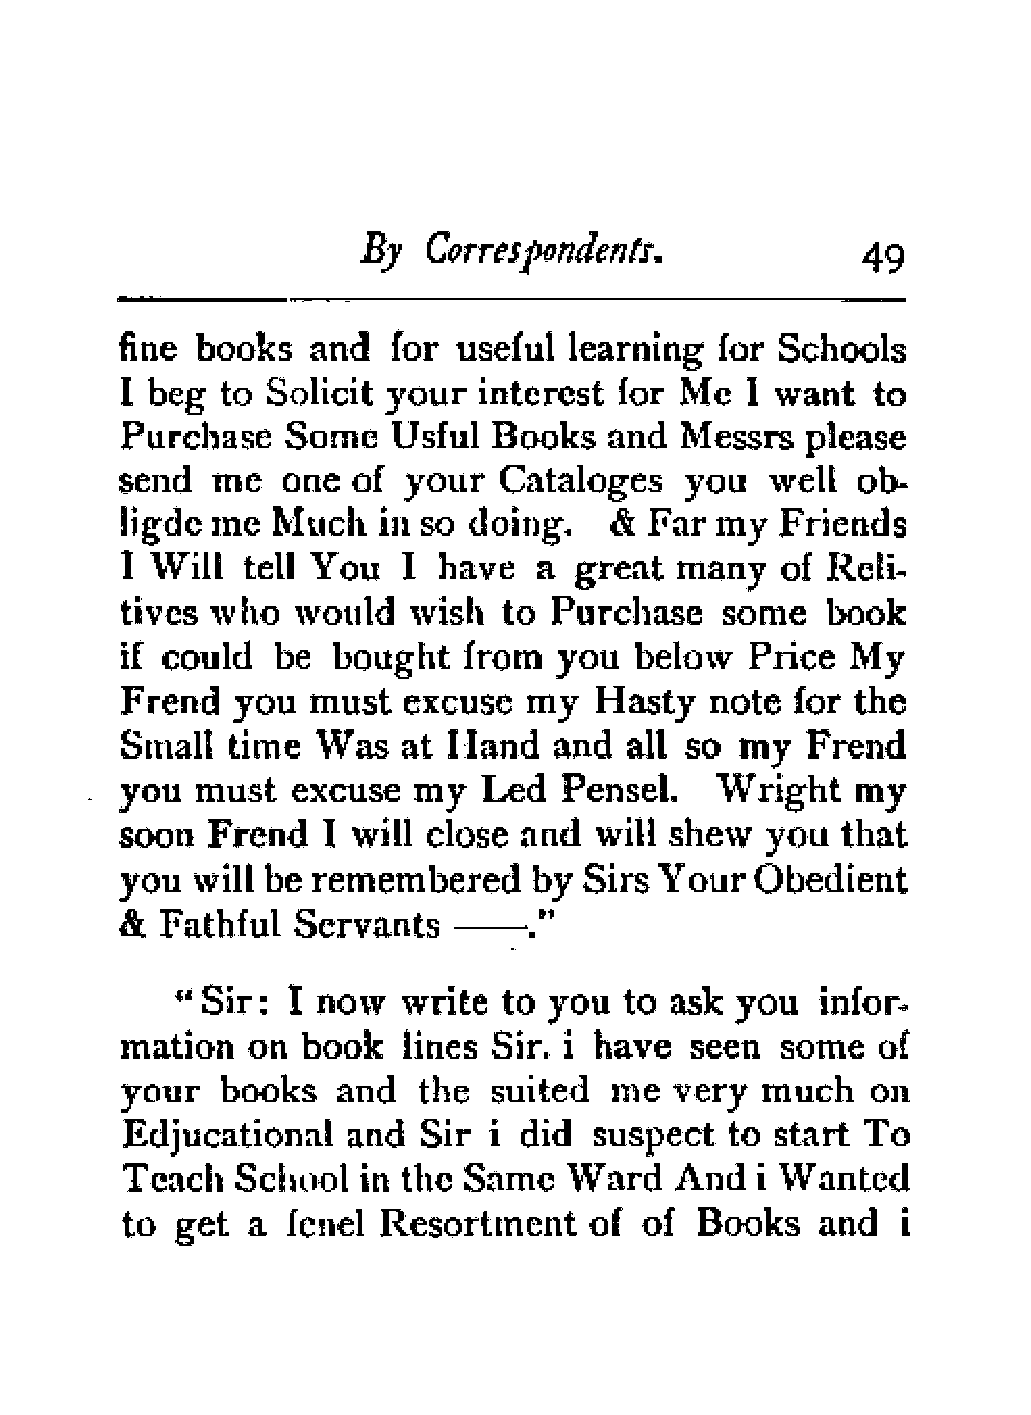 By Correspondents. 49
fine books and for useful learning for Schools
I beg to Solicit your interest for Me I want to
Purchase Some Usful Books and Messrs please
send me one of your Cataloges you well ob-
ligde me Much in so doing. & Far my Friends
I Will tell You I have a great many of Reli-
tives who would wish to Purchase some book
if could be bought from you below Price My
Frend you must excuse my Hasty note for the
Small time Was at Hand and all so my Frend
you must excuse my Led Pensel. Wright my
soon Frend I will close and will shew you that
you will be remembered by Sirs Your Obedient
& Fathful Servants ——."
"Sir: I now write to you to ask you infor-
mation on book lines Sir. i have seen some of
your books and the suited me very much on
Edjucational and Sir i did suspect to start To
Teach School in the Same Ward And i Wanted
to get a fenel Resortment of of Books and i